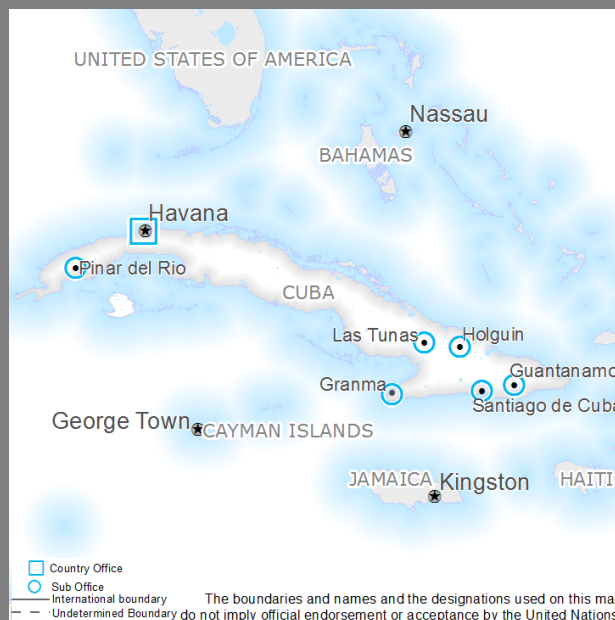 UNITED STATES OF AMERICA
Nassau
BAHAMAS
Havana
Pinar del Rio
CUBA
Las Tunas
Holguin
Guantanamo
Granma
Santiago de Cuba
George Town
CAYMAN ISLANDS
JAMAICA
Kingston
HAITI
Country Office
Sub Office
International boundary
The boundaries and names and the designations used on this ma
Undetermined Boundary
do not imply official endorsement or acceptance by the United Nations